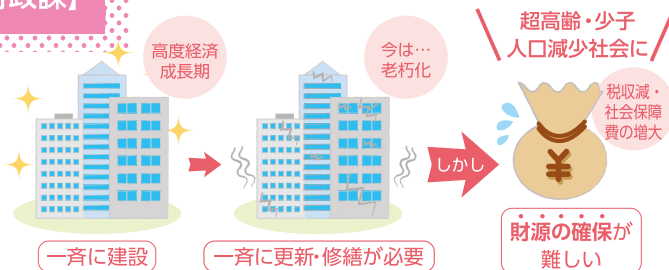 政課】
高度経済
成長期
一斉に建設
今は…
老朽化
一斉に更新・修繕が必要
しかし
超高齢・少子
人口減少社会に
税収減・
社会保障
費の増大
¥
財源の確保が
難しい